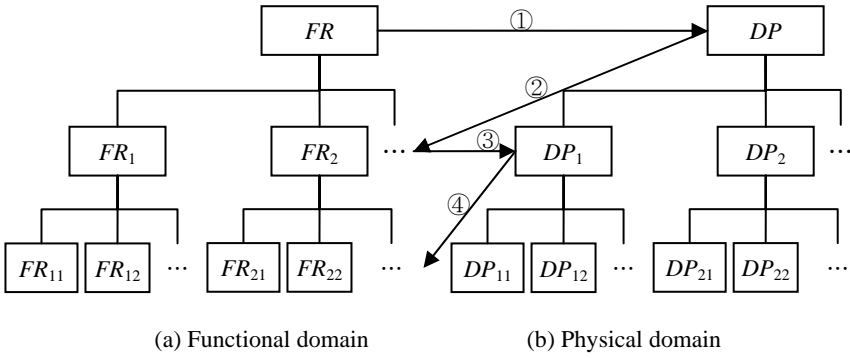 FR ① DP
②
FR₁ FR₂ ... ③ DP₁ DP₂ ...
④
FR₁₁ FR₁₂ ... FR₂₁ FR₂₂ ... DP₁₁ DP₁₂ ... DP₂₁ DP₂₂ ...
(a) Functional domain (b) Physical domain